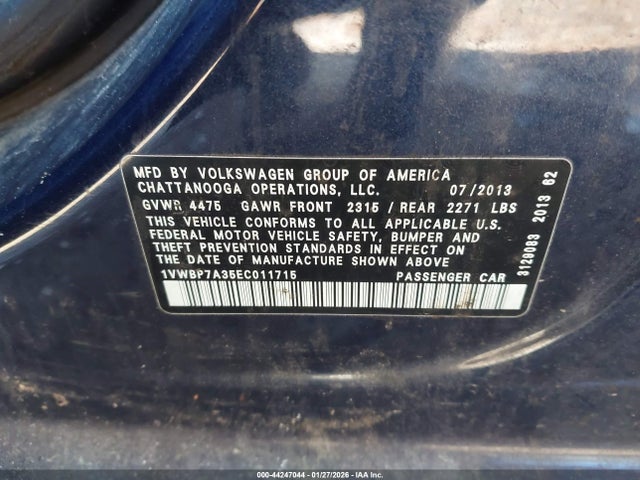 MFD BY VOLKSWAGEN GROUP OF AMERICA
CHATTANOOGA OPERATIONS, LLC. 07/2013
GVWR 4475 GAWR FRONT 2315 / REAR 2271 LBS
THIS VEHICLE CONFORMS TO ALL APPLICABLE U.S.
FEDERAL MOTOR VEHICLE SAFETY, BUMPER AND
THEFT PREVENTION STANDARDS IN EFFECT ON
THE DATE OF MANUFACTURE SHOWN ABOVE
1VWBP7A35EC011715 PASSENGER CAR
3129083 2013 62
000-44247044 - 01/27/2026 - IAA Inc.